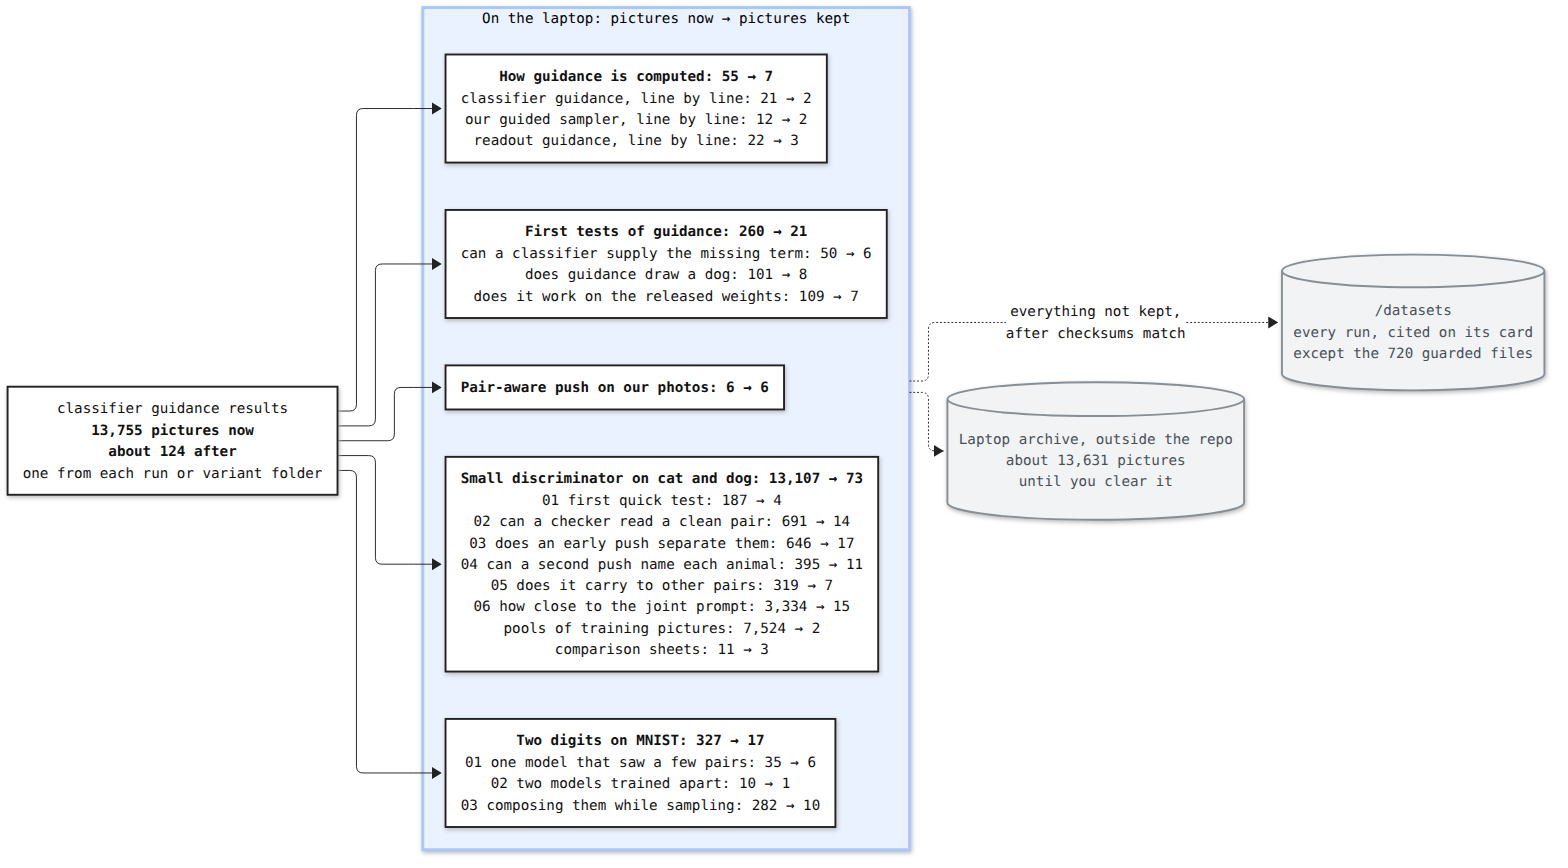 On the laptop: pictures now → pictures kept
How guidance is computed: 55 → 7
classifier guidance, line by line: 21 → 2
our guided sampler, line by line: 12 → 2
readout guidance, line by line: 22 → 3
First tests of guidance: 260 → 21
can a classifier supply the missing term: 50 → 6
does guidance draw a dog: 101 → 8
does it work on the released weights: 109 → 7
Pair-aware push on our photos: 6 → 6
classifier guidance results
13,755 pictures now
about 124 after
one from each run or variant folder
Small discriminator on cat and dog: 13,107 → 73
01 first quick test: 187 → 4
02 can a checker read a clean pair: 691 → 14
03 does an early push separate them: 646 → 17
04 can a second push name each animal: 395 → 11
05 does it carry to other pairs: 319 → 7
06 how close to the joint prompt: 3,334 → 15
pools of training pictures: 7,524 → 2
comparison sheets: 11 → 3
Two digits on MNIST: 327 → 17
01 one model that saw a few pairs: 35 → 6
02 two models trained apart: 10 → 1
03 composing them while sampling: 282 → 10
everything not kept,
after checksums match
/datasets
every run, cited on its card
except the 720 guarded files
Laptop archive, outside the repo
about 13,631 pictures
until you clear it